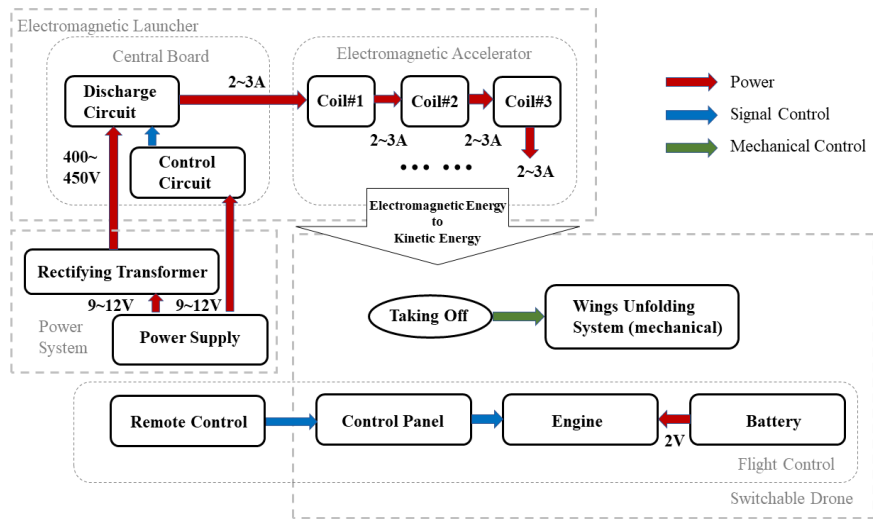 Electromagnetic Launcher
Central Board
Electromagnetic Accelerator
Discharge
Circuit
2~3A
Coil#1
Coil#2
Coil#3
Power
Signal Control
Mechanical Control
2~3A
2~3A
2~3A
400~
450V
Control
Circuit
••• •••
Electromagnetic Energy
to
Kinetic Energy
Rectifying Transformer
9~12V
9~12V
Power
System
Power Supply
Taking Off
Wings Unfolding
System (mechanical)
Remote Control
Control Panel
Engine
Battery
2V
Flight Control
Switchable Drone